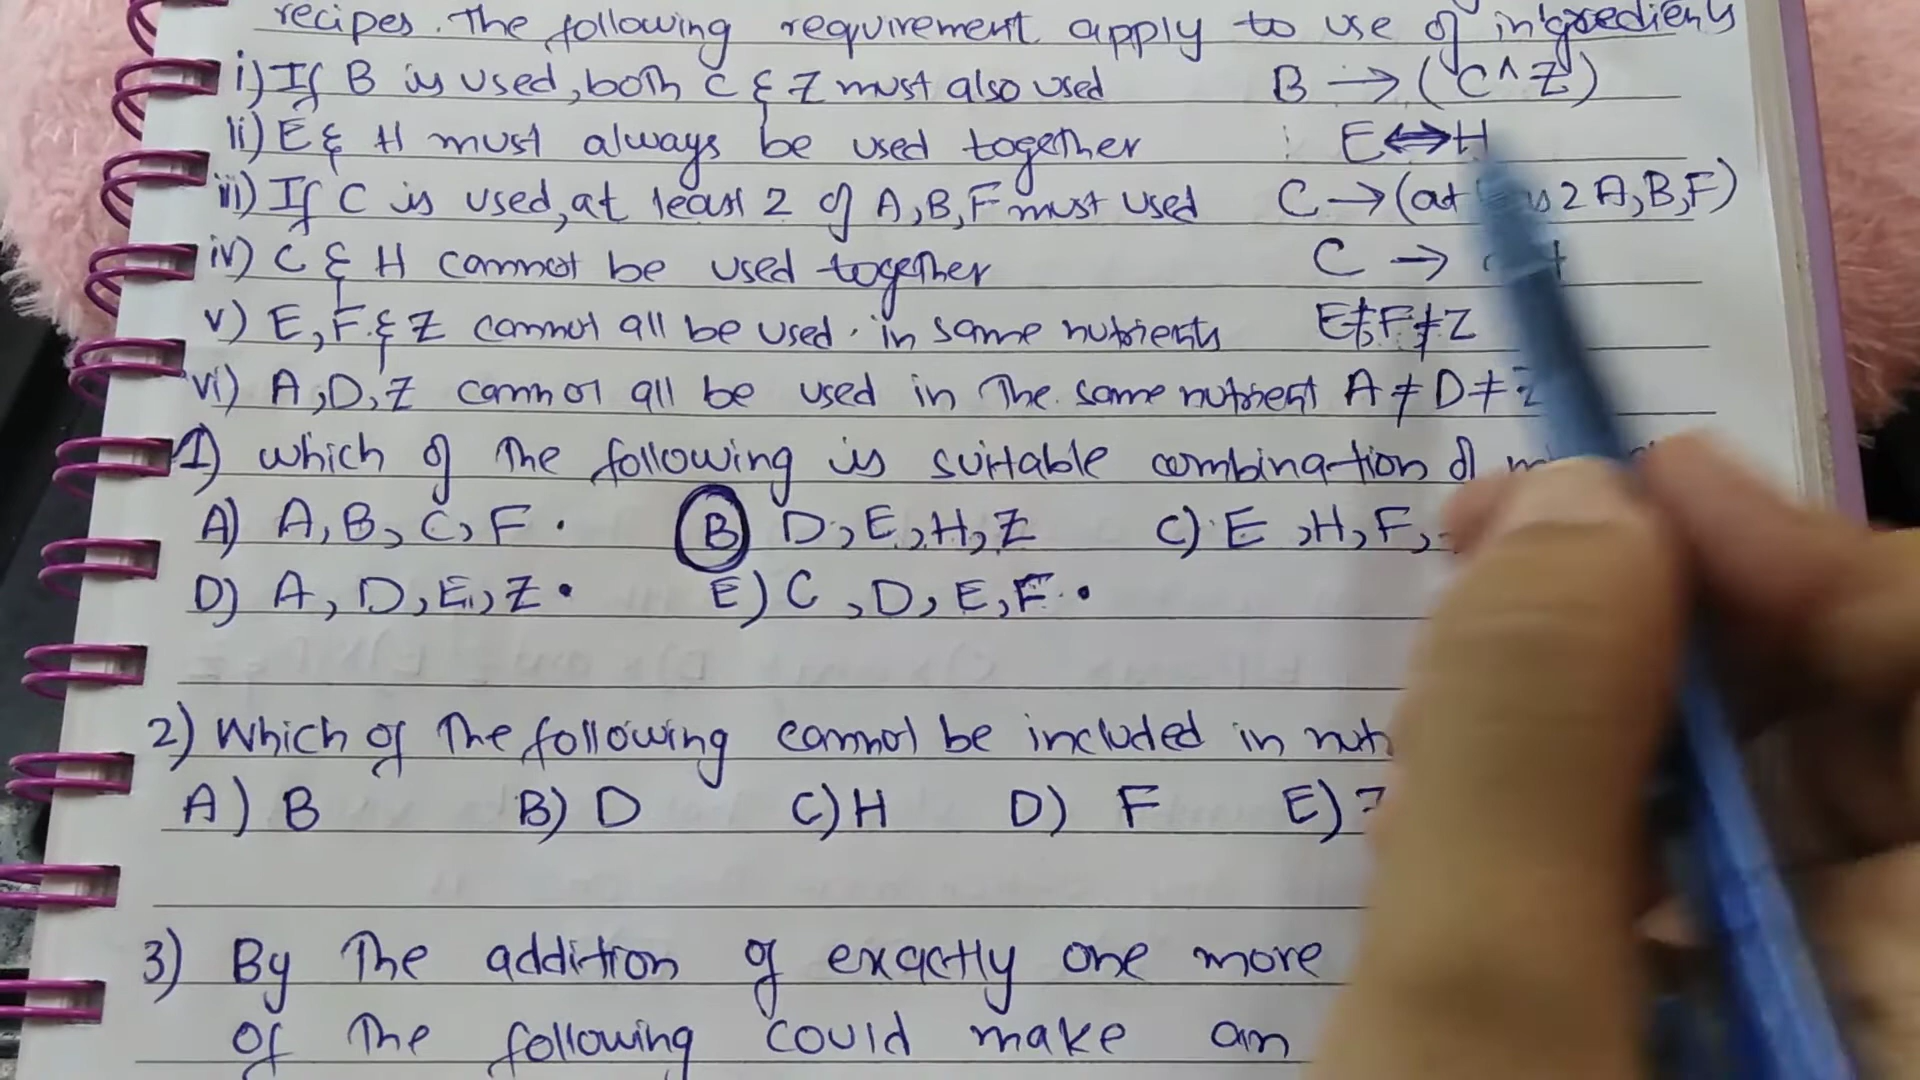 recipes. The following requirement apply to use of ingredients
i) If B is used, both C & Z must also used B → (C ^ Z)
ii) E & H must always be used together E ⟷ H
iii) If C is used, at least 2 of A, B, F must used C → (at 2 A, B, F)
iv) C & H cannot be used together C →
v) E, F & Z cannot all be used in same nutrients E ≠ F ≠ Z
vi) A, D, Z cannot all be used in The same nutrient A ≠ D ≠ Z
1) which of The following is suitable combination of
A) A, B, C, F . B) D, E, H, Z C) E, H, F,
D) A, D, E, Z . E) C, D, E, F .
2) Which of The following cannot be included in
A) B B) D C) H D) F E)
3) By The addition of exactly one more
Of The following could make an